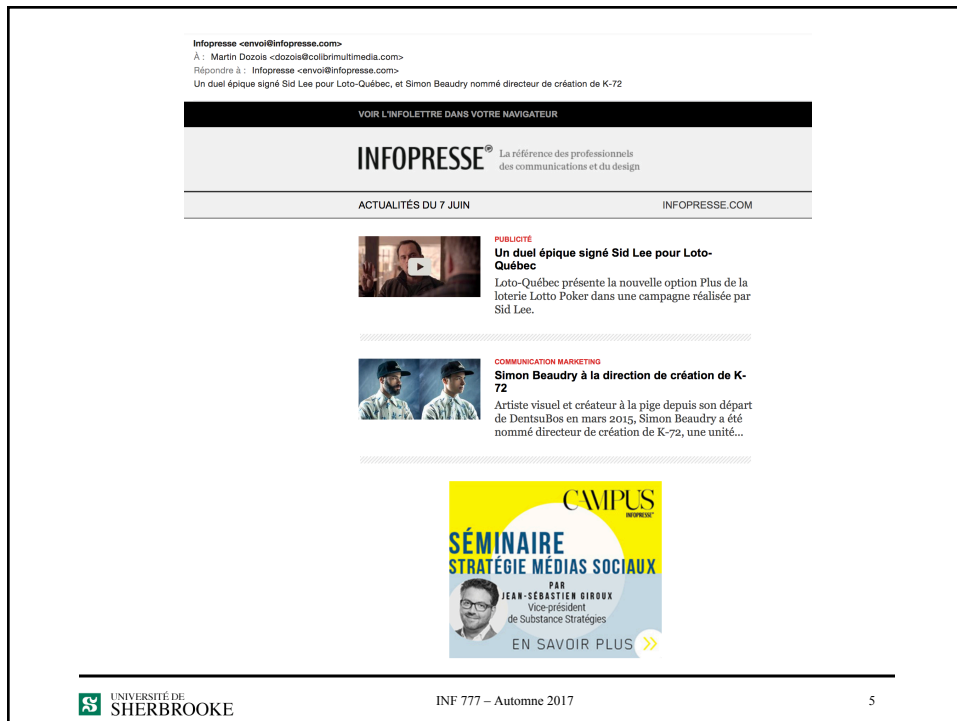 Infopresse <envoi@infopresse.com>
À : Martin Dozois <dozois@colibrimultimedia.com>
Répondre à : Infopresse <envoi@infopresse.com>
Un duel épique signé Sid Lee pour Loto-Québec, et Simon Beaudry nommé directeur de création de K-72
VOIR L'INFOLETTRE DANS VOTRE NAVIGATEUR
INFOPRESSE
La référence des professionnels
des communications et du design
ACTUALITÉS DU 7 JUIN
INFOPRESSE.COM
PUBLICITÉ
Un duel épique signé Sid Lee pour Loto-
Québec
Loto-Québec présente la nouvelle option Plus de la
loterie Lotto Poker dans une campagne réalisée par
Sid Lee.
COMMUNICATION MARKETING
Simon Beaudry à la direction de création de K-
72
Artiste visuel et créateur à la pige depuis son départ
de DentsuBos en mars 2015, Simon Beaudry a été
nommé directeur de création de K-72, une unité...
CAMPUS
INFOPRESSE
SÉMINAIRE
STRATÉGIE MÉDIAS SOCIAUX
PAR
JEAN-SÉBASTIEN GIROUX
Vice-président
de Substance Stratégies
EN SAVOIR PLUS »
UNIVERSITÉ DE
SHERBROOKE
INF 777 – Automne 2017
5